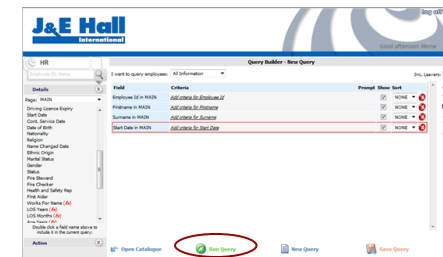 log off
J&E Hall
International
Good afternoon
HR
Query Builder - New Query
Employee ID, Name
I want to query employees: All Information
Inc. Leavers:
Details
Field Criteria Prompt Show Sort
Page: MAIN
Employee Id in MAIN Add criteria for Employee Id NONE
Driving Licence Expiry
Firstname in MAIN Add criteria for Firstname NONE
Start Date
Cont. Service Date
Surname in MAIN Add criteria for Surname NONE
Date of Birth
Start Date in MAIN Add criteria for Start Date NONE
Nationality
Religion
Name Changed Date
Ethnic Origin
Marital Status
Gender
Status
Fire Steward
Fire Checker
Health and Safety Rep
First Aider
Works For Name (fx)
LOS Years (fx)
LOS Months (fx)
Age Years (fx)
Double click a field name above to
include it in the current query.
Action
Open Catalogue Run Query New Query Save Query